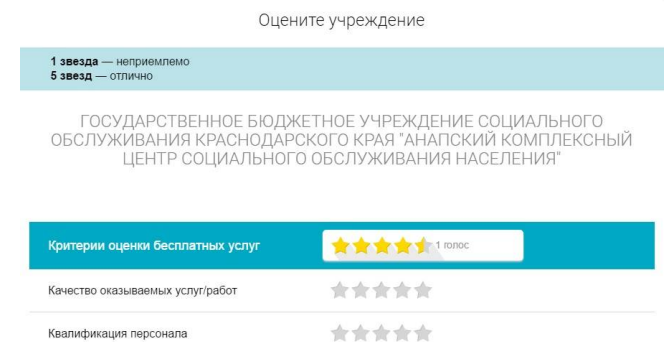 Оцените учреждение
1 звезда — неприемлемо
5 звезд — отлично
ГОСУДАРСТВЕННОЕ БЮДЖЕТНОЕ УЧРЕЖДЕНИЕ СОЦИАЛЬНОГО
ОБСЛУЖИВАНИЯ КРАСНОДАРСКОГО КРАЯ "АНАПСКИЙ КОМПЛЕКСНЫЙ
ЦЕНТР СОЦИАЛЬНОГО ОБСЛУЖИВАНИЯ НАСЕЛЕНИЯ"
Критерии оценки бесплатных услуг 1 голос
Качество оказываемых услуг/работ
Квалификация персонала